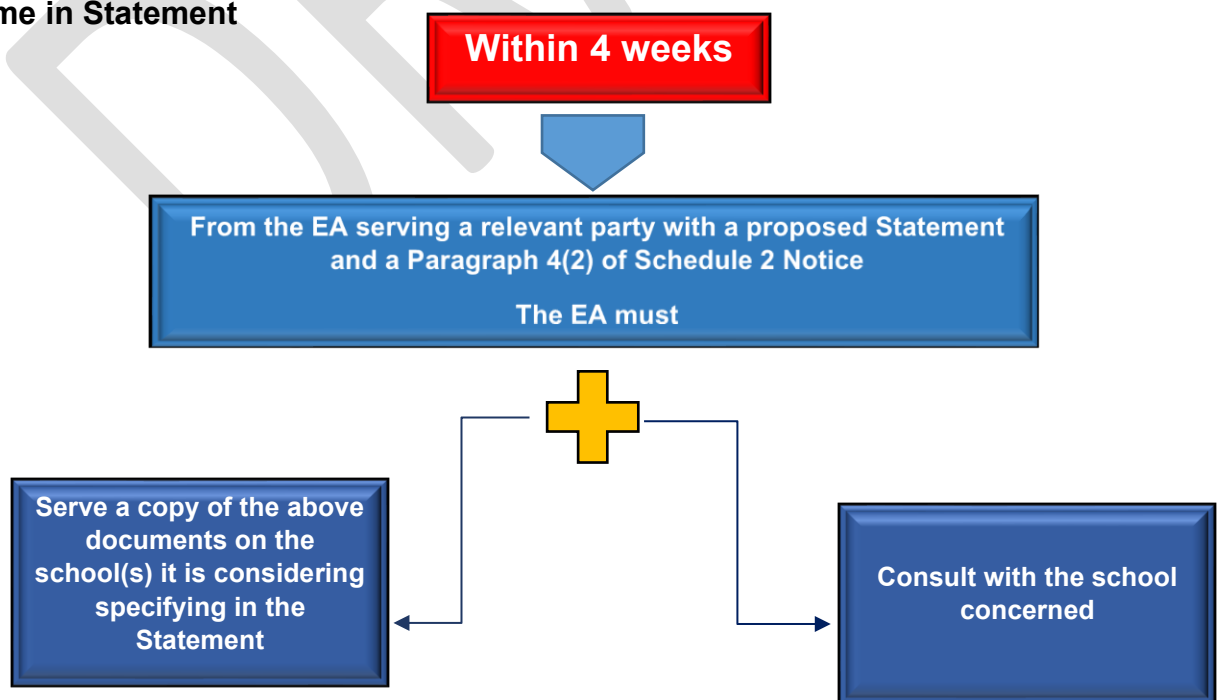 me in Statement
Within 4 weeks
From the EA serving a relevant party with a proposed Statement
and a Paragraph 4(2) of Schedule 2 Notice
The EA must
Serve a copy of the above
documents on the
school(s) it is considering
specifying in the
Statement
Consult with the school
concerned